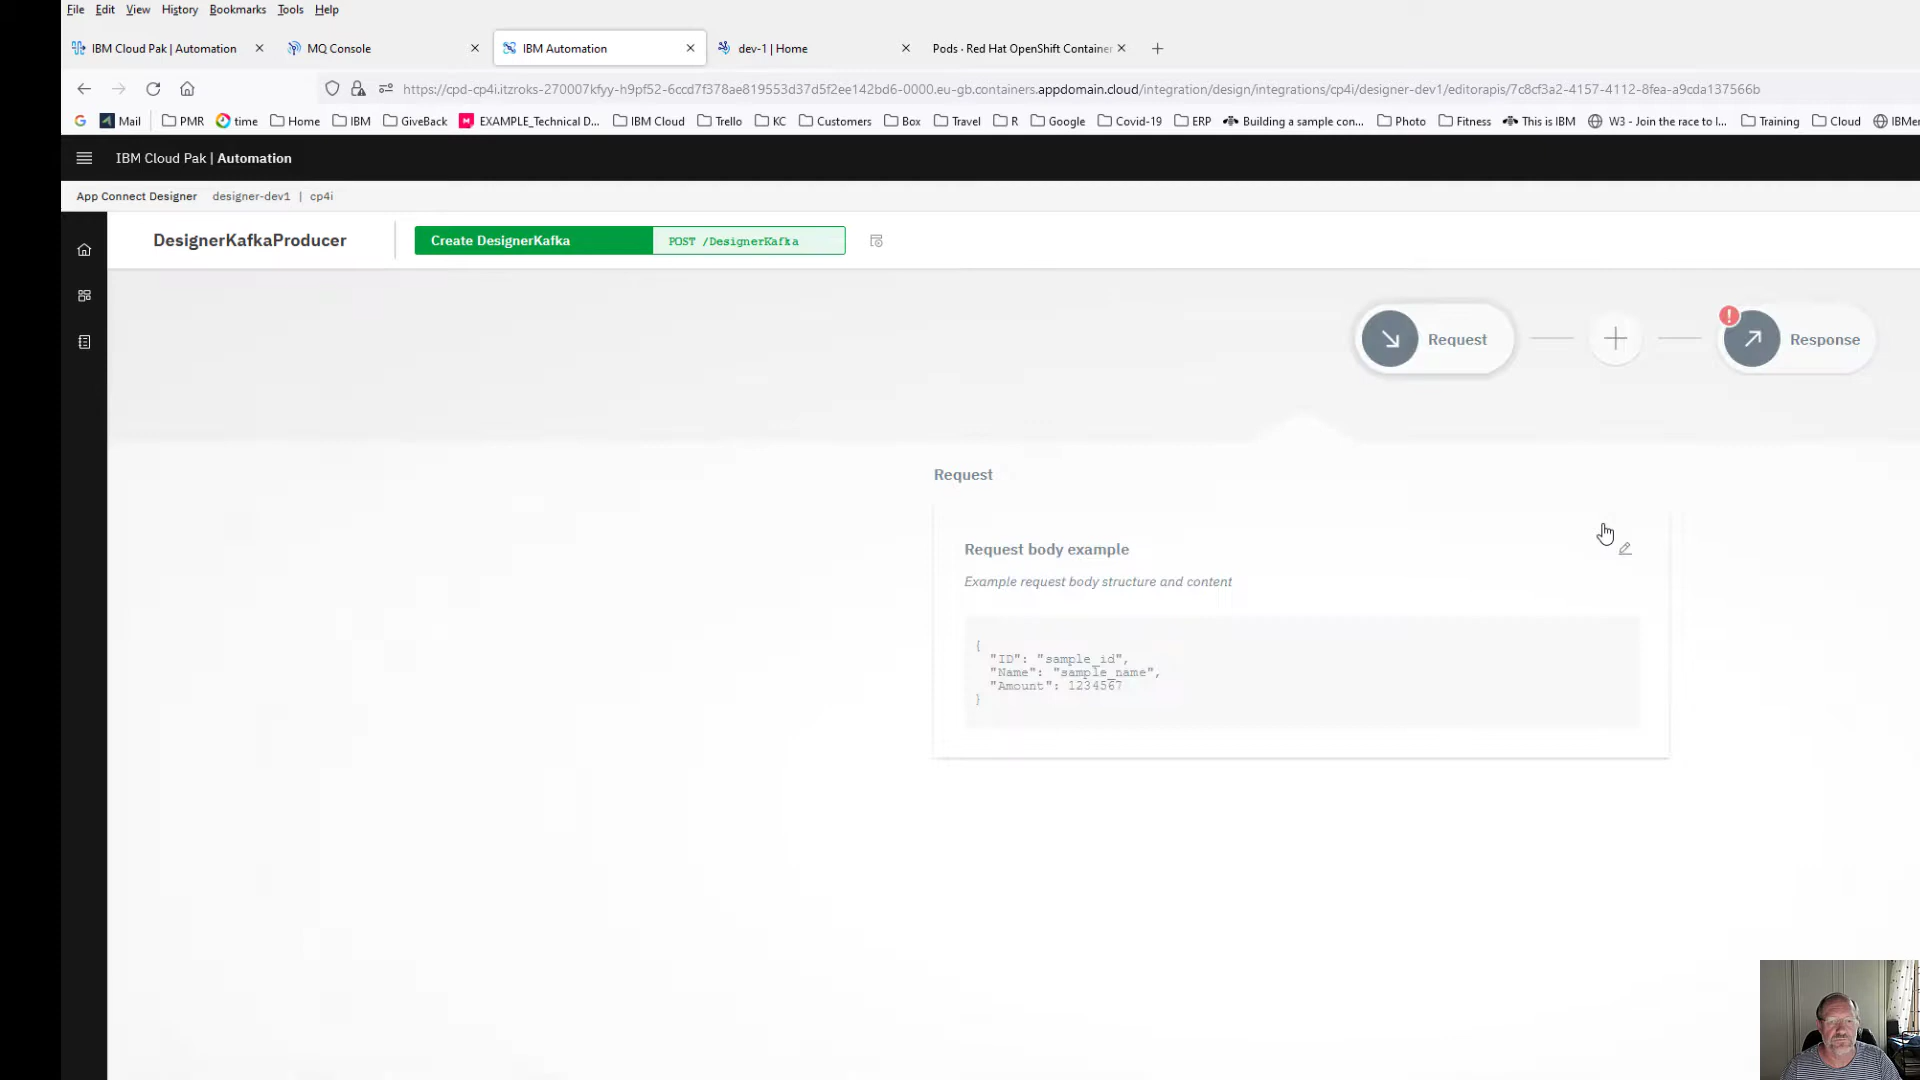 File Edit View History Bookmarks Tools Help
IBM Cloud Pak | Automation MQ Console IBM Automation dev-1 | Home Pods · Red Hat OpenShift Container
https://cpd-cp4i.itzroks-270007kfyy-h9pf52-6ccd7f378ae819553d37d5f2ee142bd6-0000.eu-gb.containers.appdomain.cloud/integration/design/integrations/cp4i/designer-dev1/editorapis/7c8cf3a2-4157-4112-8fea-a9cda137566b
Mail PMR time Home IBM GiveBack EXAMPLE_Technical D... IBM Cloud Trello KC Customers Box Travel R Google Covid-19 ERP Building a sample con... Photo Fitness This is IBM W3 - Join the race to I... Training Cloud IBMer
IBM Cloud Pak | Automation
App Connect Designer designer-dev1 | cp4i
DesignerKafkaProducer Create DesignerKafka POST /DesignerKafka
Request Response
Request
Request body example
Example request body structure and content
{
"ID": "sample_id",
"Name": "sample_name",
"Amount": 1234567
}